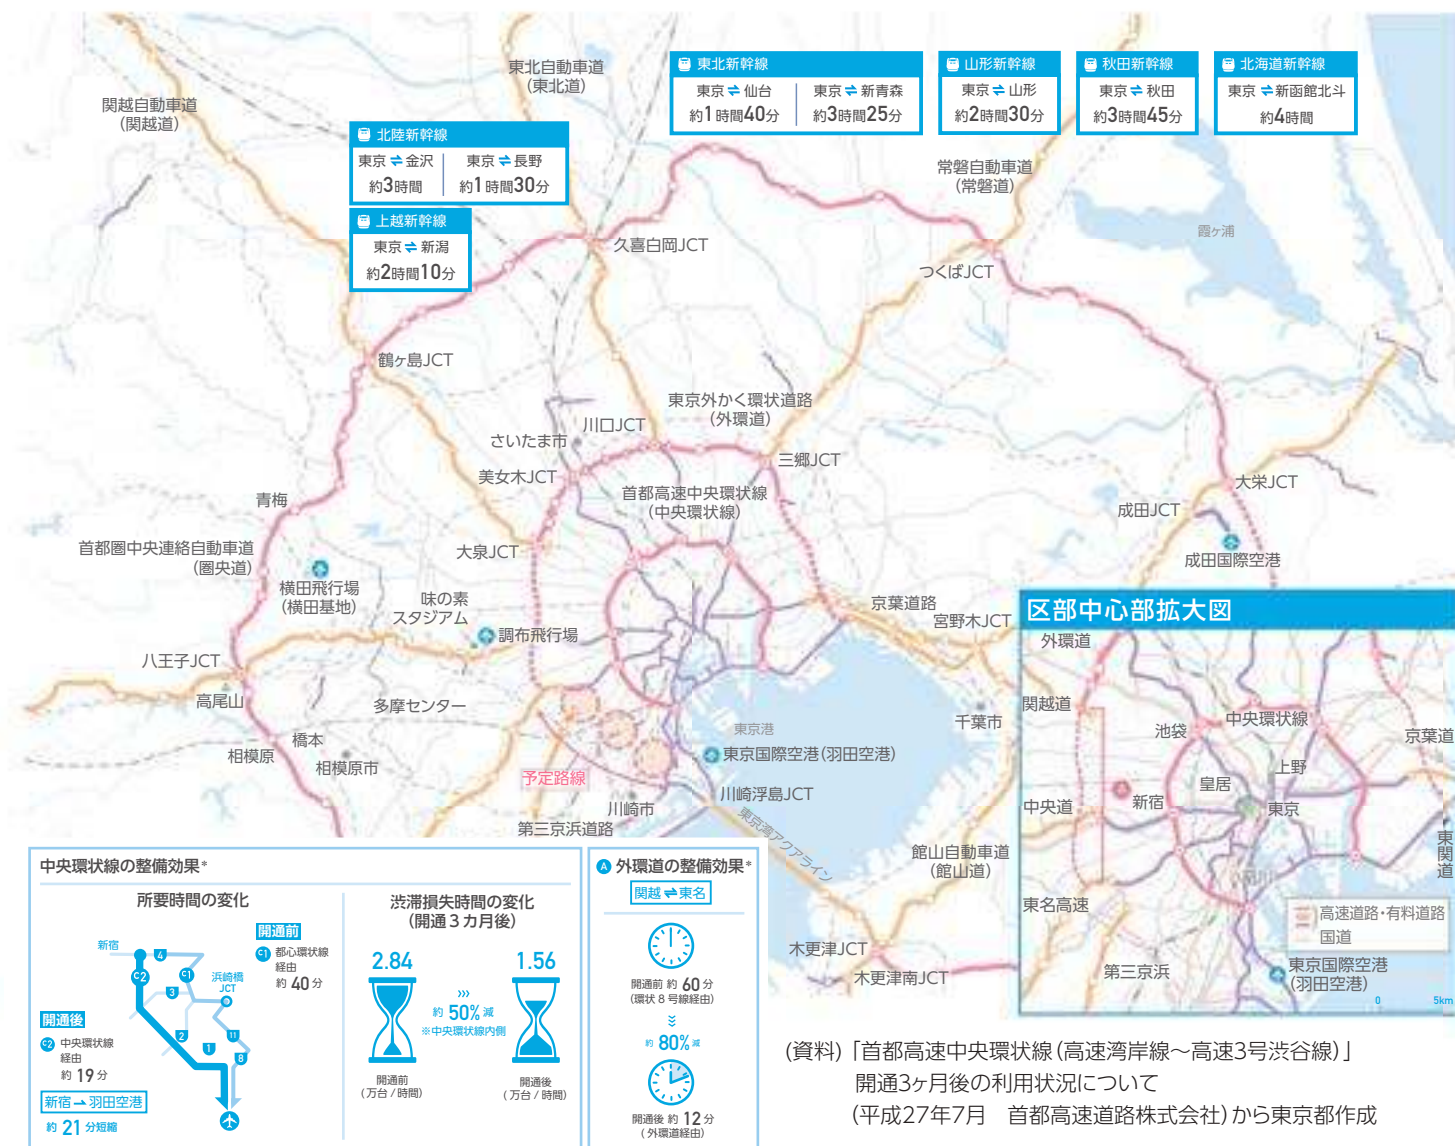 東北自動車道
(東北道)
関越自動車道
(関越道)
北陸新幹線
東京⇌金沢
約3時間
東京⇌長野
約1時間30分
上越新幹線
東京⇌新潟
約2時間10分
東北新幹線
東京⇌仙台
約1時間40分
東京⇌新青森
約3時間25分
山形新幹線
東京⇌山形
約2時間30分
秋田新幹線
東京⇌秋田
約3時間45分
北海道新幹線
東京⇌新函館北斗
約4時間
常磐自動車道
(常磐道)
霞ヶ浦
久喜白岡JCT
つくばJCT
鶴ヶ島JCT
東京外かく環状道路
(外環道)
川口JCT
さいたま市
三郷JCT
美女木JCT
首都高速中央環状線
(中央環状線)
大栄JCT
成田JCT
青梅
首都圏中央連絡自動車道
(圏央道)
大泉JCT
成田国際空港
横田飛行場
(横田基地)
味の素
スタジアム
調布飛行場
京葉道路
宮野木JCT
八王子JCT
高尾山
多摩センター
千葉市
東京港
橋本
相模原
相模原市
東京国際空港(羽田空港)
予定路線
川崎市
川崎浮島JCT
第三京浜道路
東京湾アクアライン
館山自動車道
(館山道)
木更津JCT
木更津南JCT
区部中心部拡大図
外環道
関越道
池袋
中央環状線
京葉道
上野
皇居
新宿
東京
中央道
東関道
品川
東名高速
高速道路・有料道路
国道
第三京浜
東京国際空港
(羽田空港)
0 5km
中央環状線の整備効果*
所要時間の変化
開通前
C1 都心環状線
経由
約40分
新宿
4
C2
C1
浜崎橋
JCT
3
2
1
11
8
開通後
C2 中央環状線
経由
約19分
新宿→羽田空港
約21分短縮
渋滞損失時間の変化
(開通3カ月後)
2.84
1.56
約50%減
※中央環状線内側
開通前
(万台/時間)
開通後
(万台/時間)
A 外環道の整備効果*
関越⇌東名
開通前 約60分
(環状8号線経由)
約80%減
開通後 約12分
(外環道経由)
(資料)「首都高速中央環状線(高速湾岸線～高速3号渋谷線)」
開通3ヶ月後の利用状況について
(平成27年7月　首都高速道路株式会社)から東京都作成